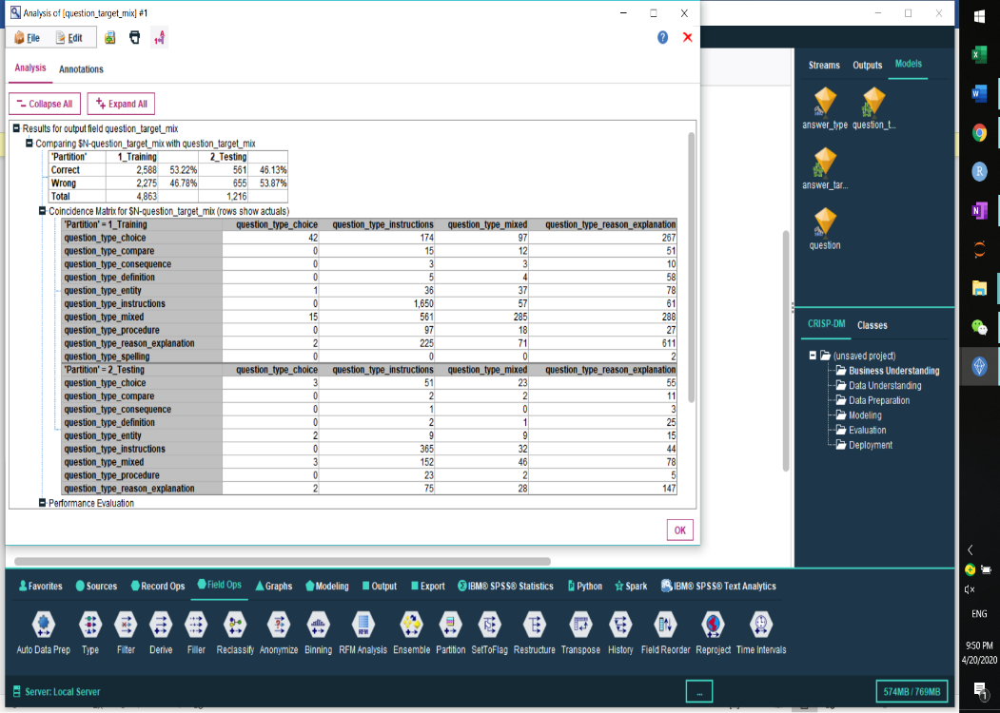 Analysis of [question_target_mix] #1
File Edit
Analysis Annotations
Collapse All Expand All
Results for output field question_target_mix
Comparing $N-question_target_mix with question_target_mix
'Partition' 1_Training 2_Testing
Correct 2,588 53.22% 561 46.13%
Wrong 2,275 46.78% 655 53.87%
Total 4,863 1,216
Coincidence Matrix for $N-question_target_mix (rows show actuals)
'Partition' = 1_Training question_type_choice question_type_instructions question_type_mixed question_type_reason_explanation
question_type_choice 42 174 97 267
question_type_compare 0 15 12 51
question_type_consequence 0 3 3 10
question_type_definition 0 5 4 58
question_type_entity 1 36 37 78
question_type_instructions 0 1,650 57 61
question_type_mixed 15 561 285 288
question_type_procedure 0 97 18 27
question_type_reason_explanation 2 225 71 611
question_type_spelling 0 0 0 2
'Partition' = 2_Testing question_type_choice question_type_instructions question_type_mixed question_type_reason_explanation
question_type_choice 3 51 23 55
question_type_compare 0 2 2 11
question_type_consequence 0 1 0 3
question_type_definition 0 2 1 25
question_type_entity 2 9 9 15
question_type_instructions 0 365 32 44
question_type_mixed 3 152 46 78
question_type_procedure 0 23 2 5
question_type_reason_explanation 2 75 28 147
Performance Evaluation
OK
Streams Outputs Models
answer_type question_t...
answer_tar...
question
CRISP-DM Classes
(unsaved project)
Business Understanding
Data Understanding
Data Preparation
Modeling
Evaluation
Deployment
Favorites Sources Record Ops Field Ops Graphs Modeling Output Export IBM® SPSS® Statistics Python Spark IBM® SPSS® Text Analytics
Auto Data Prep Type Filter Derive Filler Reclassify Anonymize Binning RFM Analysis Ensemble Partition SetToFlag Restructure Transpose History Field Reorder Reproject Time Intervals
Server: Local Server ... 574MB / 769MB
ENG
9:50 PM
4/20/2020
1